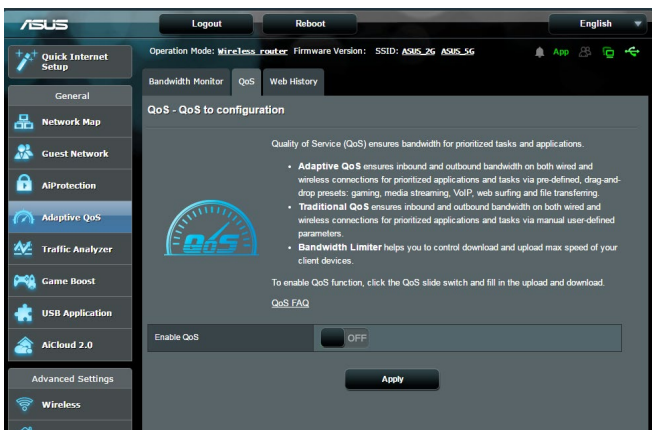 ASUS
Logout
Reboot
English
Quick Internet
Setup
Operation Mode: Wireless router Firmware Version: SSID: ASUS_2G ASUS_5G
App
General
Network Map
Guest Network
AiProtection
Adaptive QoS
Traffic Analyzer
Game Boost
USB Application
AiCloud 2.0
Advanced Settings
Wireless
Bandwidth Monitor
QoS
Web History
QoS - QoS to configuration
QoS
Quality of Service (QoS) ensures bandwidth for prioritized tasks and applications.
• Adaptive QoS ensures inbound and outbound bandwidth on both wired and
wireless connections for prioritized applications and tasks via pre-defined, drag-and-
drop presets: gaming, media streaming, VoIP, web surfing and file transferring.
• Traditional QoS ensures inbound and outbound bandwidth on both wired and
wireless connections for prioritized applications and tasks via manual user-defined
parameters.
• Bandwidth Limiter helps you to control download and upload max speed of your
client devices.
To enable QoS function, click the QoS slide switch and fill in the upload and download.
QoS FAQ
Enable QoS
OFF
Apply